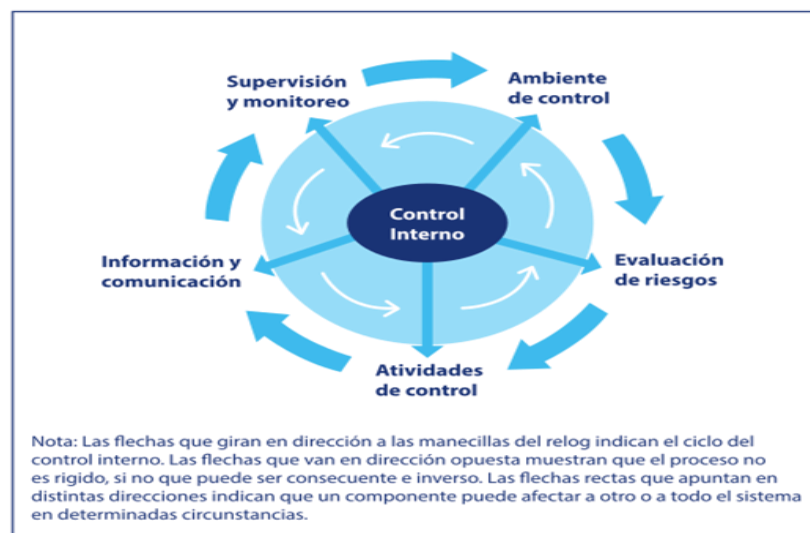 Supervisión
y monitoreo
Ambiente
de control
Control
Interno
Información y
comunicación
Evaluación
de riesgos
Atividades
de control
Nota: Las flechas que giran en dirección a las manecillas del relog indican el ciclo del
control interno. Las flechas que van en dirección opuesta muestran que el proceso no
es rigido, si no que puede ser consecuente e inverso. Las flechas rectas que apuntan en
distintas direcciones indican que un componente puede afectar a otro o a todo el sistema
en determinadas circunstancias.